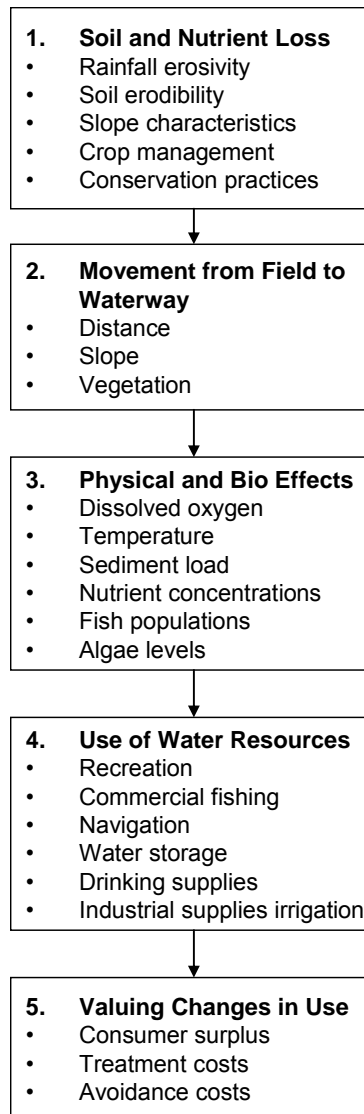 1. Soil and Nutrient Loss
• Rainfall erosivity
• Soil erodibility
• Slope characteristics
• Crop management
• Conservation practices
2. Movement from Field to
Waterway
• Distance
• Slope
• Vegetation
3. Physical and Bio Effects
• Dissolved oxygen
• Temperature
• Sediment load
• Nutrient concentrations
• Fish populations
• Algae levels
4. Use of Water Resources
• Recreation
• Commercial fishing
• Navigation
• Water storage
• Drinking supplies
• Industrial supplies irrigation
5. Valuing Changes in Use
• Consumer surplus
• Treatment costs
• Avoidance costs